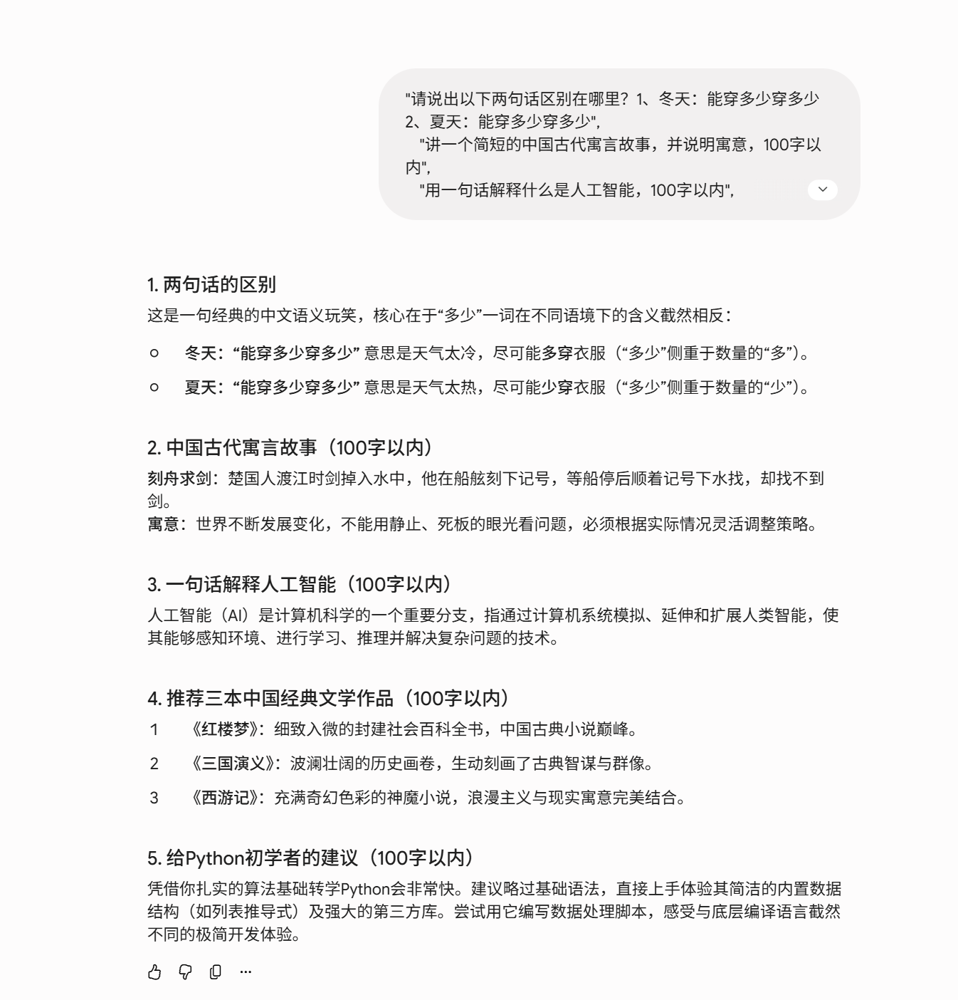 "请说出以下两句话区别在哪里？1、冬天：能穿多少穿多少
2、夏天：能穿多少穿多少",
"讲一个简短的中国古代寓言故事，并说明寓意，100字以
内",
"用一句话解释什么是人工智能，100字以内",
1. 两句话的区别
这是一句经典的中文语义玩笑，核心在于“多少”一词在不同语境下的含义截然相反：
冬天：“能穿多少穿多少” 意思是天气太冷，尽可能多穿衣服（“多少”侧重于数量的“多”）。
夏天：“能穿多少穿多少” 意思是天气太热，尽可能少穿衣服（“多少”侧重于数量的“少”）。
2. 中国古代寓言故事（100字以内）
刻舟求剑：楚国人渡江时剑掉入水中，他在船舷刻下记号，等船停后顺着记号下水找，却找不到
剑。
寓意：世界不断发展变化，不能用静止、死板的眼光看问题，必须根据实际情况灵活调整策略。
3. 一句话解释人工智能（100字以内）
人工智能（AI）是计算机科学的一个重要分支，指通过计算机系统模拟、延伸和扩展人类智能，使
其能够感知环境、进行学习、推理并解决复杂问题的技术。
4. 推荐三本中国经典文学作品（100字以内）
1 《红楼梦》：细致入微的封建社会百科全书，中国古典小说巅峰。
2 《三国演义》：波澜壮阔的历史画卷，生动刻画了古典智谋与群像。
3 《西游记》：充满奇幻色彩的神魔小说，浪漫主义与现实寓意完美结合。
5. 给Python初学者的建议（100字以内）
凭借你扎实的算法基础转学Python会非常快。建议略过基础语法，直接上手体验其简洁的内置数据
结构（如列表推导式）及强大的第三方库。尝试用它编写数据处理脚本，感受与底层编译语言截然
不同的极简开发体验。